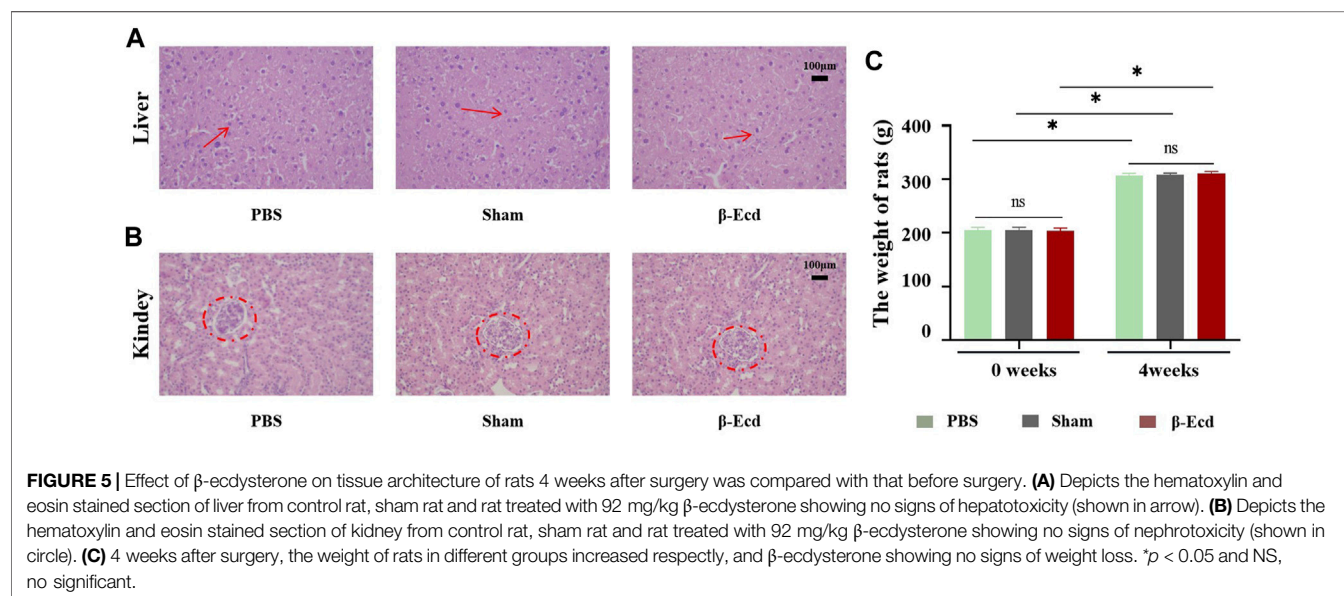 A
Liver
100μm
PBS
Sham
β-Ecd
B
Kindey
100μm
PBS
Sham
β-Ecd
C
The weight of rats (g)
400
300
200
100
0
*
*
*
ns
ns
0 weeks
4weeks
PBS
Sham
β-Ecd
FIGURE 5 | Effect of β-ecdysterone on tissue architecture of rats 4 weeks after surgery was compared with that before surgery. (A) Depicts the hematoxylin and
eosin stained section of liver from control rat, sham rat and rat treated with 92 mg/kg β-ecdysterone showing no signs of hepatotoxicity (shown in arrow). (B) Depicts the
hematoxylin and eosin stained section of kidney from control rat, sham rat and rat treated with 92 mg/kg β-ecdysterone showing no signs of nephrotoxicity (shown in
circle). (C) 4 weeks after surgery, the weight of rats in different groups increased respectly, and β-ecdysterone showing no signs of weight loss. *p < 0.05 and NS,
no significant.